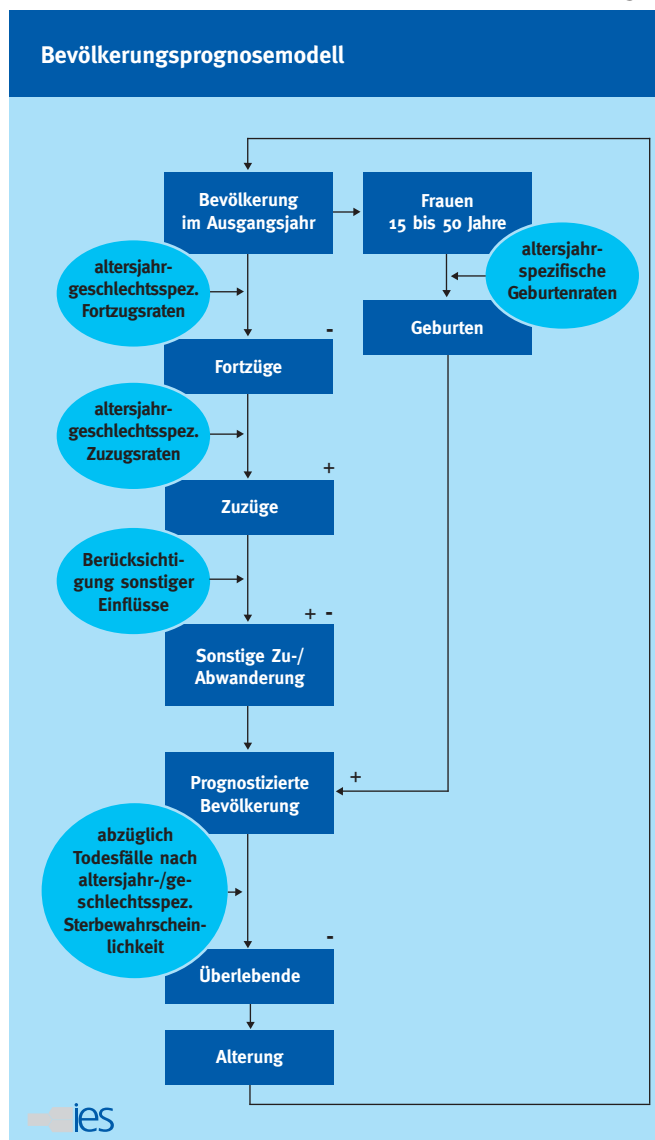 Bevölkerungsprognosemodell
Bevölkerung
im Ausgangsjahr
Frauen
15 bis 50 Jahre
altersjahr-
spezifische
Geburtenraten
altersjahr-
geschlechtsspez.
Fortzugsraten
Geburten
-
Fortzüge
altersjahr-
geschlechtsspez.
Zuzugsraten
+
Zuzüge
Berücksichti-
gung sonstiger
Einflüsse
+ -
Sonstige Zu-/
Abwanderung
Prognostizierte
Bevölkerung
+
abzüglich
Todesfälle nach
altersjahr-/ge-
schlechtsspez.
Sterbewahrschein-
lichkeit
-
Überlebende
Alterung
ies